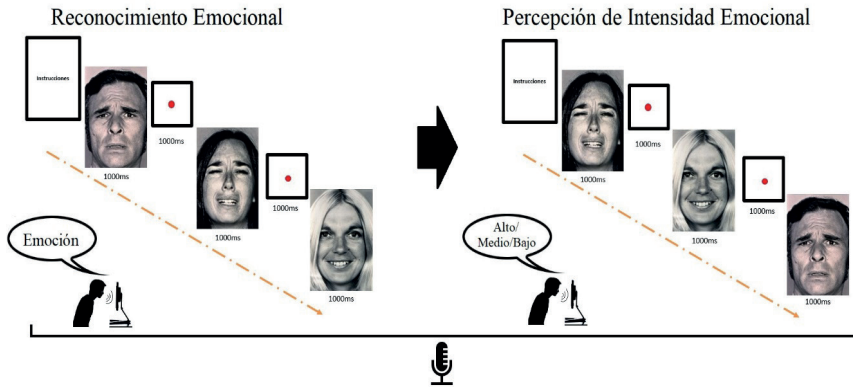 Reconocimiento Emocional
Instrucciones
1000ms
1000ms
1000ms
1000ms
1000ms
Emoción
Percepción de Intensidad Emocional
Instrucciones
1000ms
1000ms
1000ms
1000ms
1000ms
Alto/
Medio/Bajo